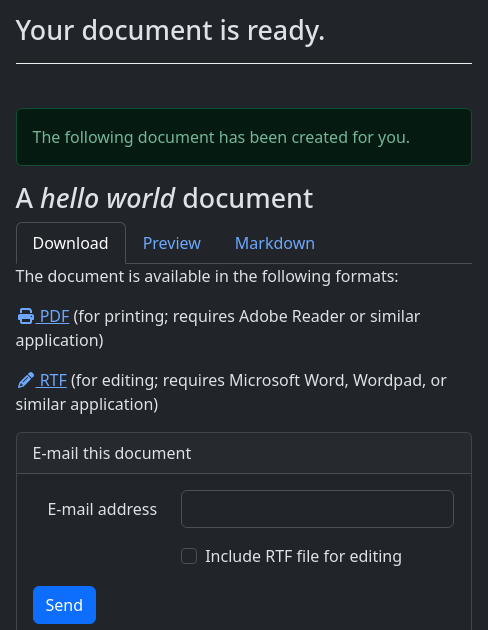 Your document is ready.
The following document has been created for you.
A hello world document
Download Preview Markdown
The document is available in the following formats:
PDF (for printing; requires Adobe Reader or similar
application)
RTF (for editing; requires Microsoft Word, Wordpad, or
similar application)
E-mail this document
E-mail address
Include RTF file for editing
Send